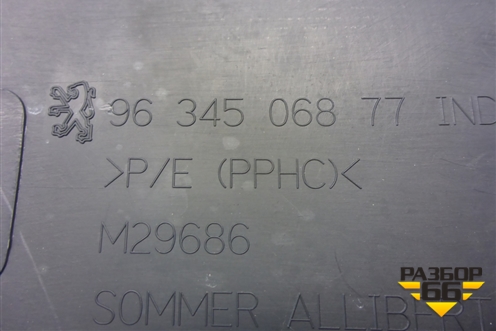 96 345 068 77 IND
>P/E (PPHC)<
M29686
SOMMER ALLIBERT
РАЗБОР
66